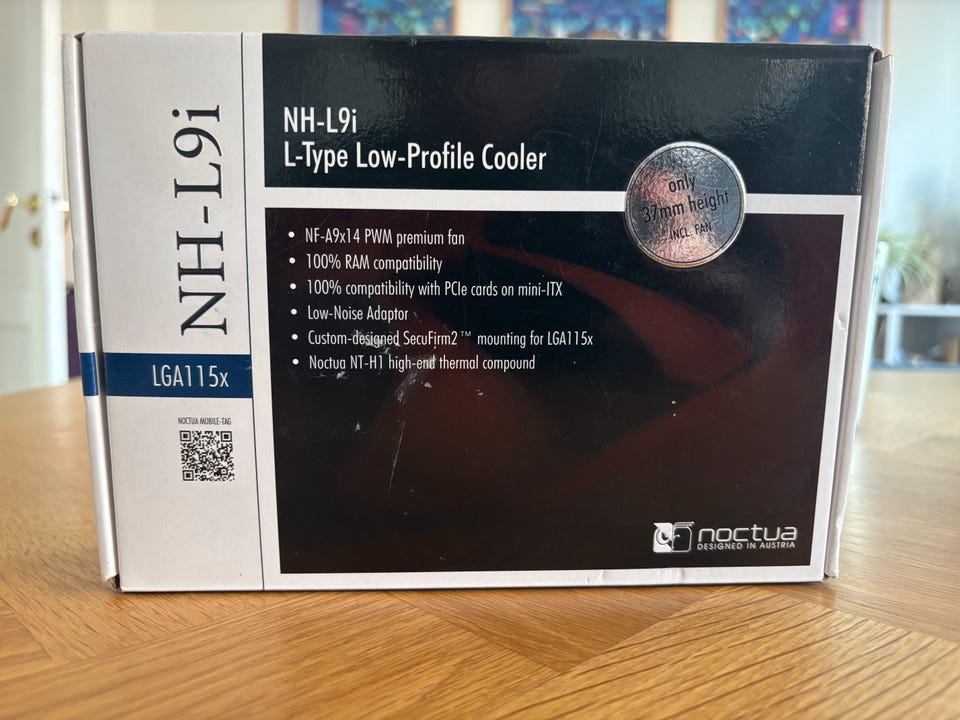 NH-L9i
LGA115x
NOCTUA MOBILE-TAG
NH-L9i
L-Type Low-Profile Cooler
only
37mm height
INCL. FAN
• NF-A9x14 PWM premium fan
• 100% RAM compatibility
• 100% compatibility with PCIe cards on mini-ITX
• Low-Noise Adaptor
• Custom-designed SecuFirm2™ mounting for LGA115x
• Noctua NT-H1 high-end thermal compound
noctua
DESIGNED IN AUSTRIA